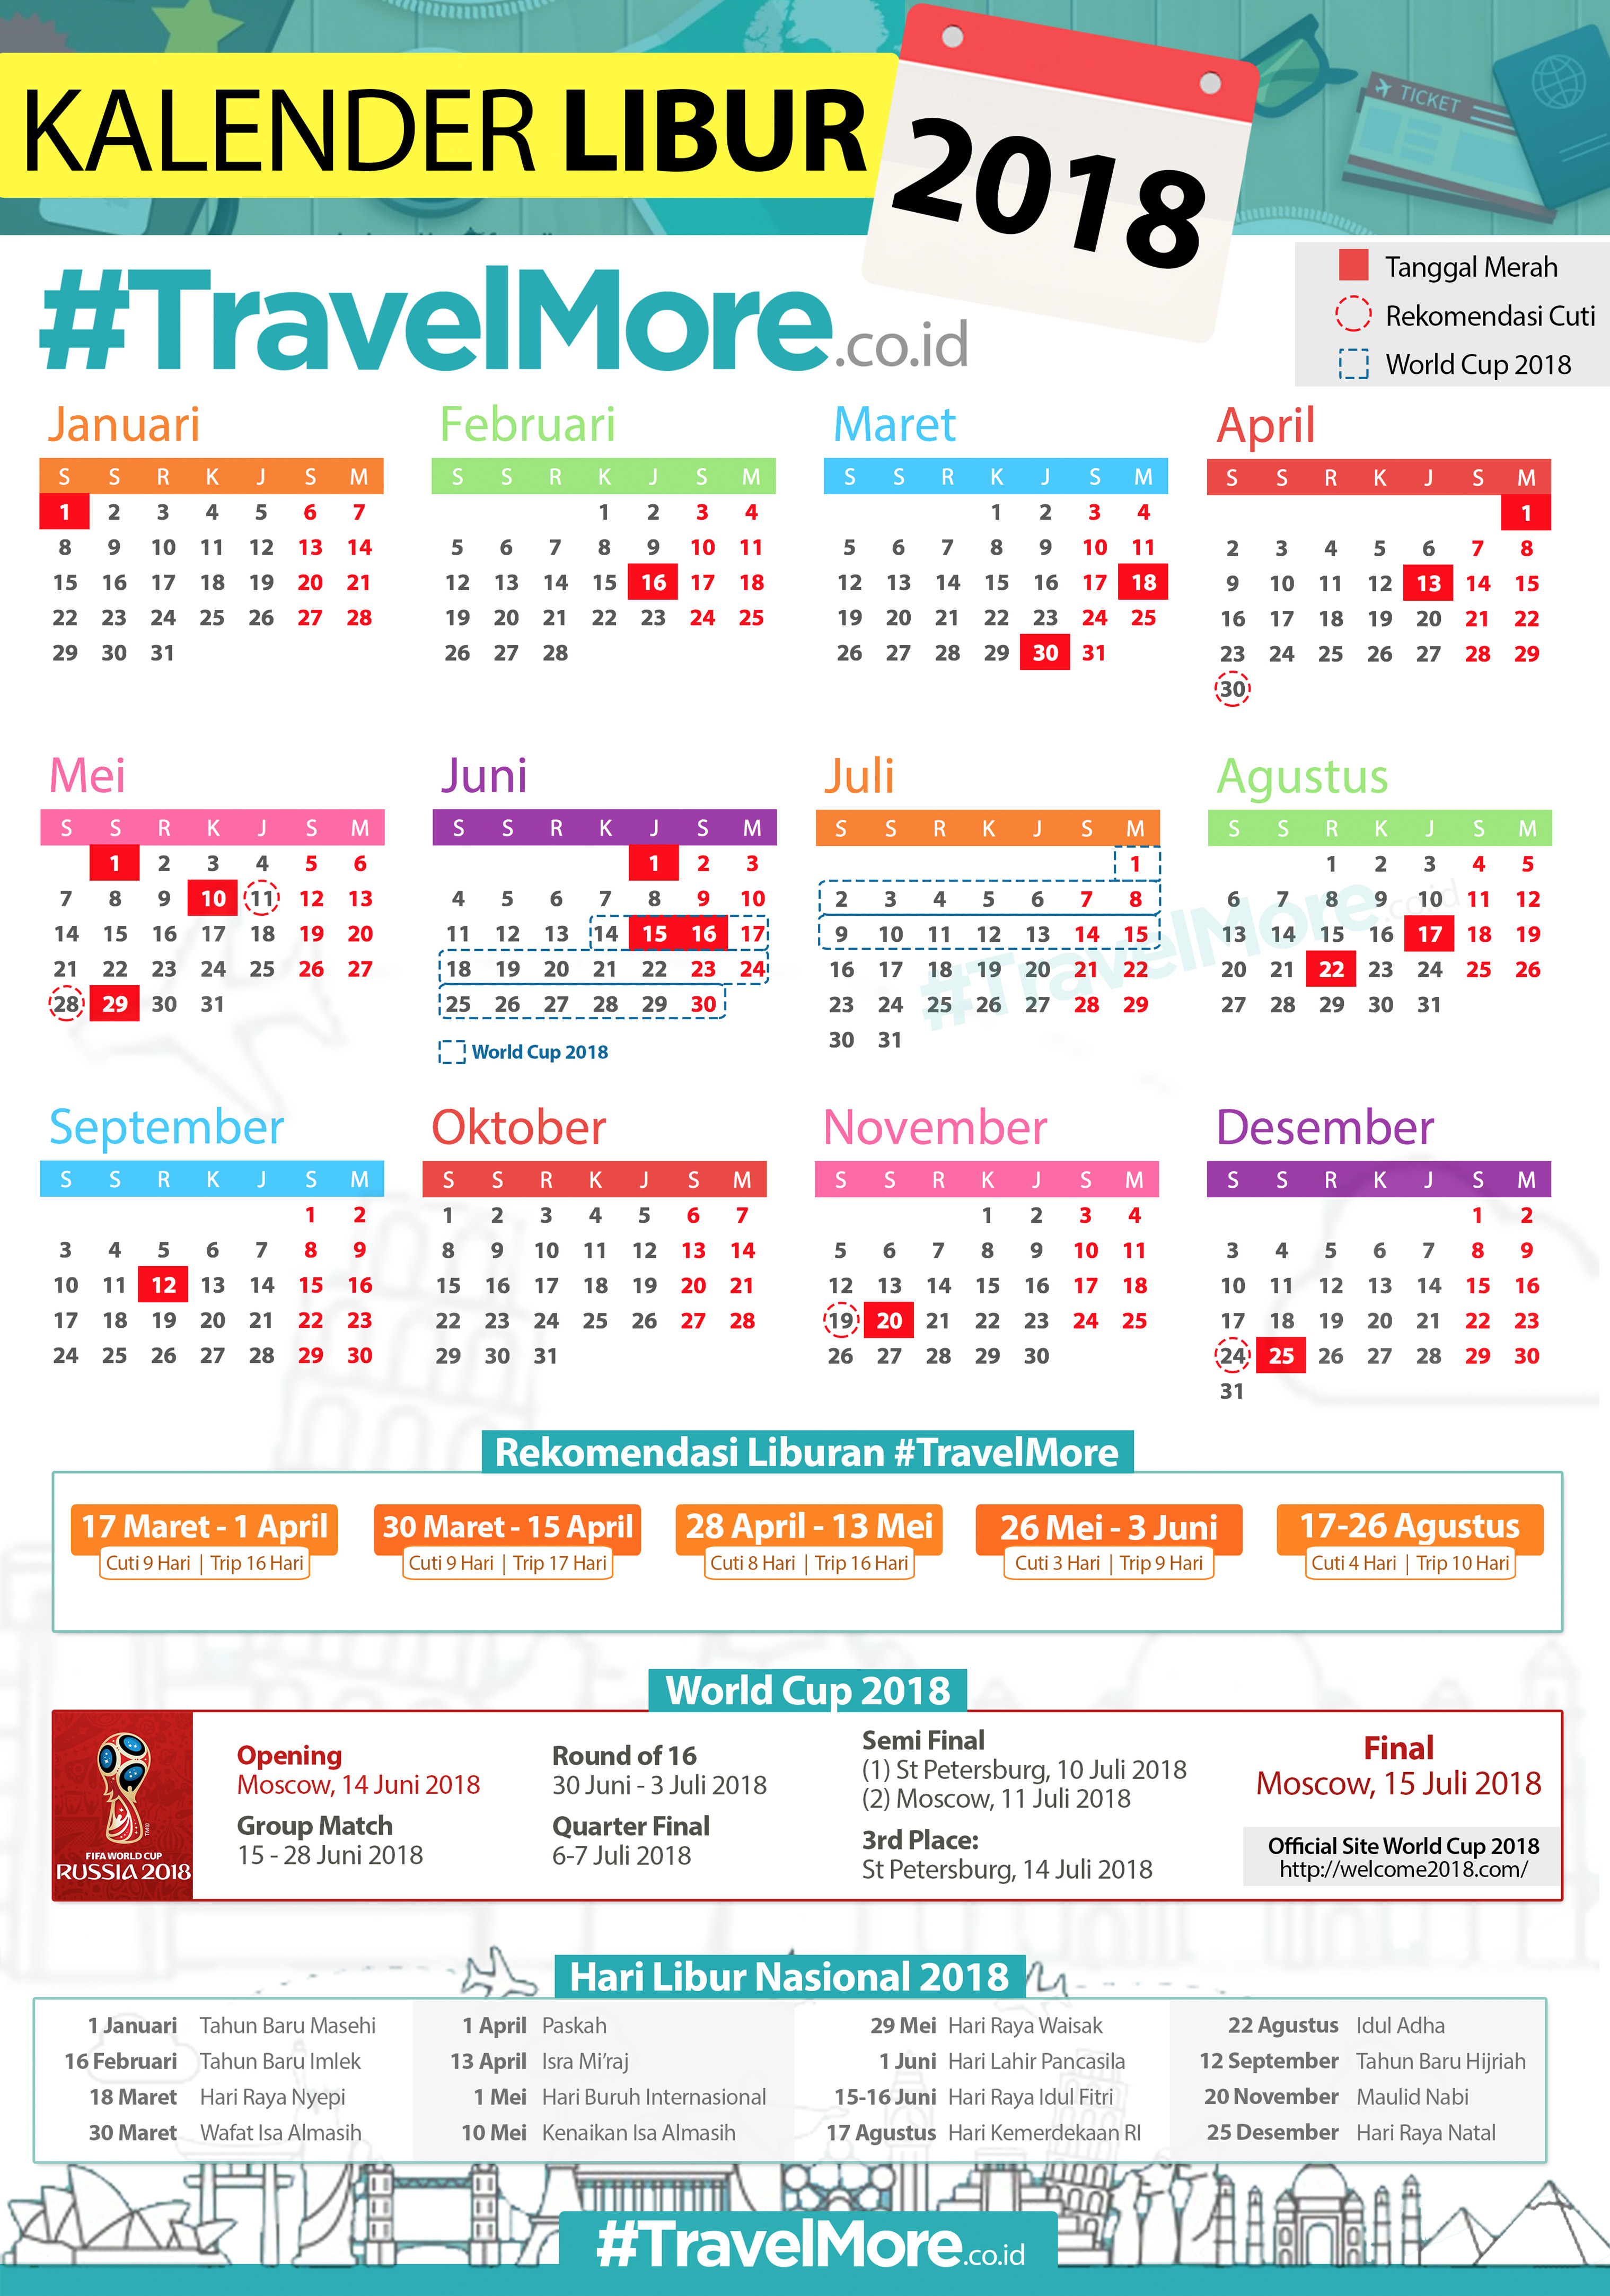 KALENDER LIBUR
2018
TICKET
#TravelMore.co.id
Tanggal Merah
Rekomendasi Cuti
World Cup 2018
Januari
S S R K J S M
1 2 3 4 5 6 7
8 9 10 11 12 13 14
15 16 17 18 19 20 21
22 23 24 25 26 27 28
29 30 31
Februari
S S R K J S M
1 2 3 4
5 6 7 8 9 10 11
12 13 14 15 16 17 18
19 20 21 22 23 24 25
26 27 28
Maret
S S R K J S M
1 2 3 4
5 6 7 8 9 10 11
12 13 14 15 16 17 18
19 20 21 22 23 24 25
26 27 28 29 30 31
April
S S R K J S M
1
2 3 4 5 6 7 8
9 10 11 12 13 14 15
16 17 18 19 20 21 22
23 24 25 26 27 28 29
30
Mei
S S R K J S M
1 2 3 4 5 6
7 8 9 10 11 12 13
14 15 16 17 18 19 20
21 22 23 24 25 26 27
28 29 30 31
Juni
S S R K J S M
1 2 3
4 5 6 7 8 9 10
11 12 13 14 15 16 17
18 19 20 21 22 23 24
25 26 27 28 29 30
World Cup 2018
Juli
S S R K J S M
1
2 3 4 5 6 7 8
9 10 11 12 13 14 15
16 17 18 19 20 21 22
23 24 25 26 27 28 29
30 31
Agustus
S S R K J S M
1 2 3 4 5
6 7 8 9 10 11 12
13 14 15 16 17 18 19
20 21 22 23 24 25 26
27 28 29 30 31
#TravelMore.co.id
September
S S R K J S M
1 2
3 4 5 6 7 8 9
10 11 12 13 14 15 16
17 18 19 20 21 22 23
24 25 26 27 28 29 30
Oktober
S S R K J S M
1 2 3 4 5 6 7
8 9 10 11 12 13 14
15 16 17 18 19 20 21
22 23 24 25 26 27 28
29 30 31
November
S S R K J S M
1 2 3 4
5 6 7 8 9 10 11
12 13 14 15 16 17 18
19 20 21 22 23 24 25
26 27 28 29 30
Desember
S S R K J S M
1 2
3 4 5 6 7 8 9
10 11 12 13 14 15 16
17 18 19 20 21 22 23
24 25 26 27 28 29 30
31
Rekomendasi Liburan #TravelMore
17 Maret - 1 April
Cuti 9 Hari | Trip 16 Hari
30 Maret - 15 April
Cuti 9 Hari | Trip 17 Hari
28 April - 13 Mei
Cuti 8 Hari | Trip 16 Hari
26 Mei - 3 Juni
Cuti 3 Hari | Trip 9 Hari
17-26 Agustus
Cuti 4 Hari | Trip 10 Hari
World Cup 2018
FIFA WORLD CUP
RUSSIA 2018
Opening
Moscow, 14 Juni 2018
Group Match
15 - 28 Juni 2018
Round of 16
30 Juni - 3 Juli 2018
Quarter Final
6-7 Juli 2018
Semi Final
(1) St Petersburg, 10 Juli 2018
(2) Moscow, 11 Juli 2018
3rd Place:
St Petersburg, 14 Juli 2018
Final
Moscow, 15 Juli 2018
Official Site World Cup 2018
http://welcome2018.com/
Hari Libur Nasional 2018
1 Januari Tahun Baru Masehi
16 Februari Tahun Baru Imlek
18 Maret Hari Raya Nyepi
30 Maret Wafat Isa Almasih
1 April Paskah
13 April Isra Mi'raj
1 Mei Hari Buruh Internasional
10 Mei Kenaikan Isa Almasih
29 Mei Hari Raya Waisak
1 Juni Hari Lahir Pancasila
15-16 Juni Hari Raya Idul Fitri
17 Agustus Hari Kemerdekaan RI
22 Agustus Idul Adha
12 September Tahun Baru Hijriah
20 November Maulid Nabi
25 Desember Hari Raya Natal
#TravelMore.co.id